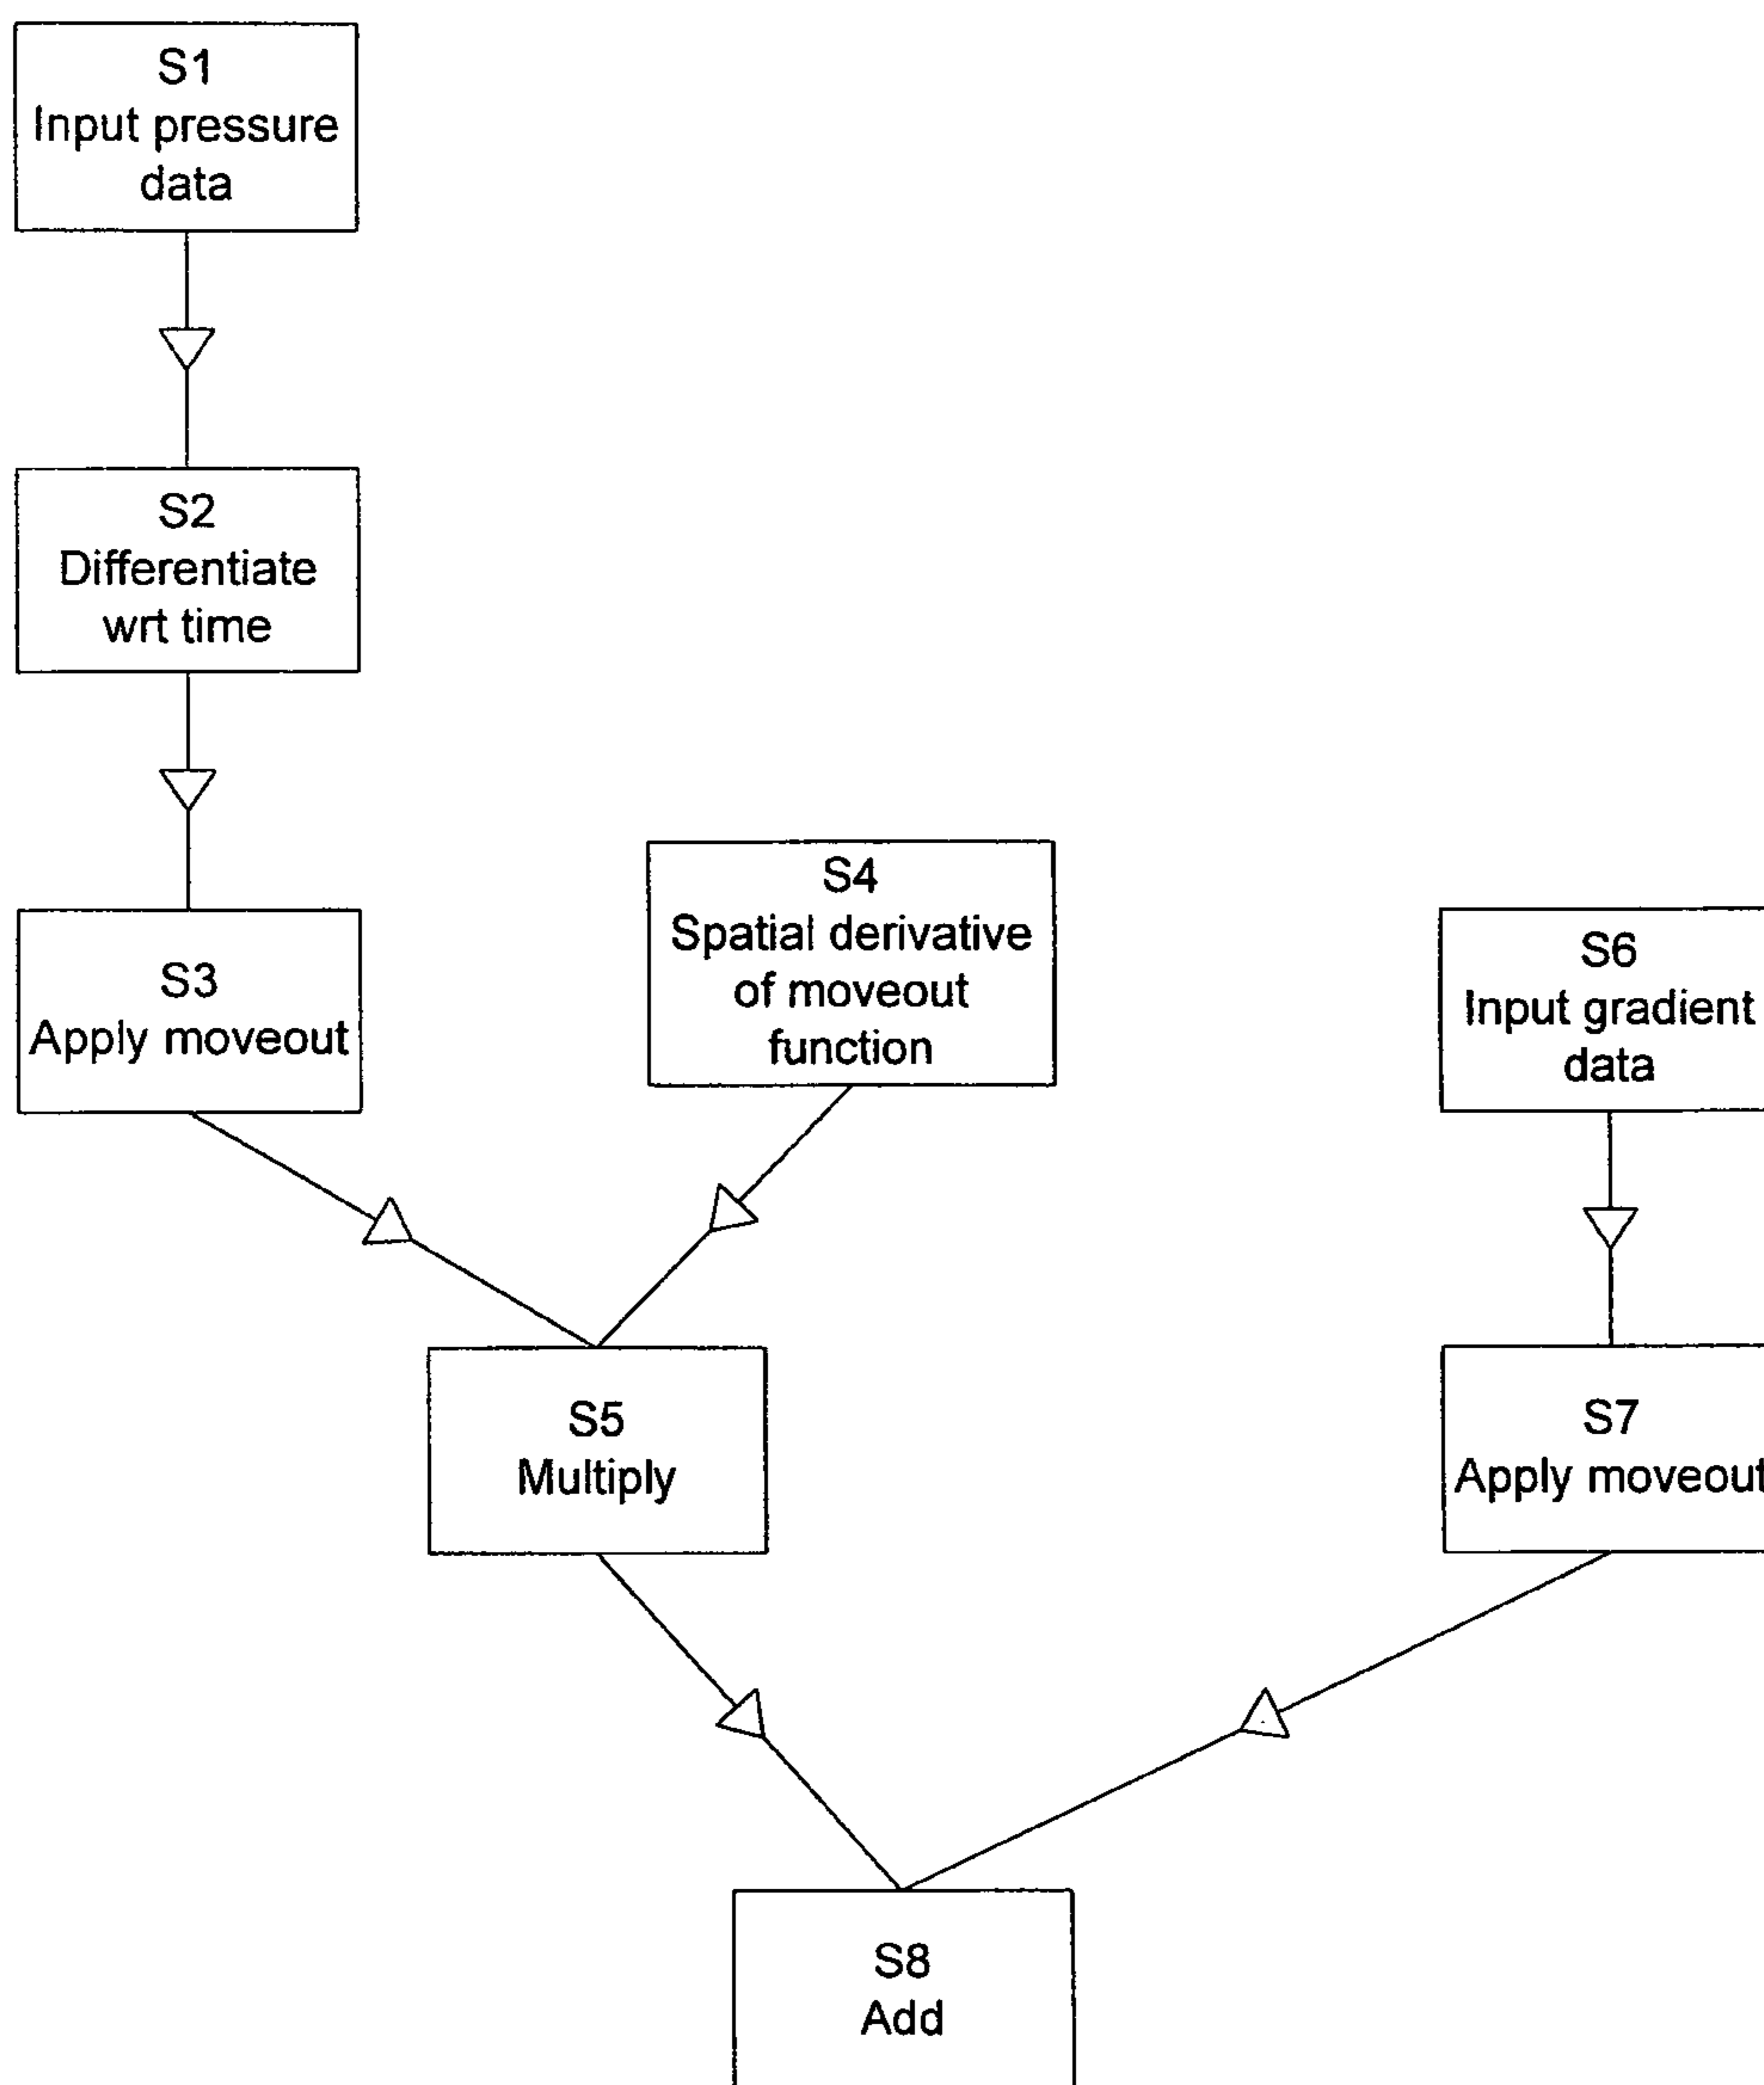 S1
Input pressure
data
S2
Differentiate
wrt time
S3
Apply moveout
S4
Spatial derivative
of moveout
function
S6
Input gradient
data
S5
Multiply
S7
Apply moveout
S8
Add